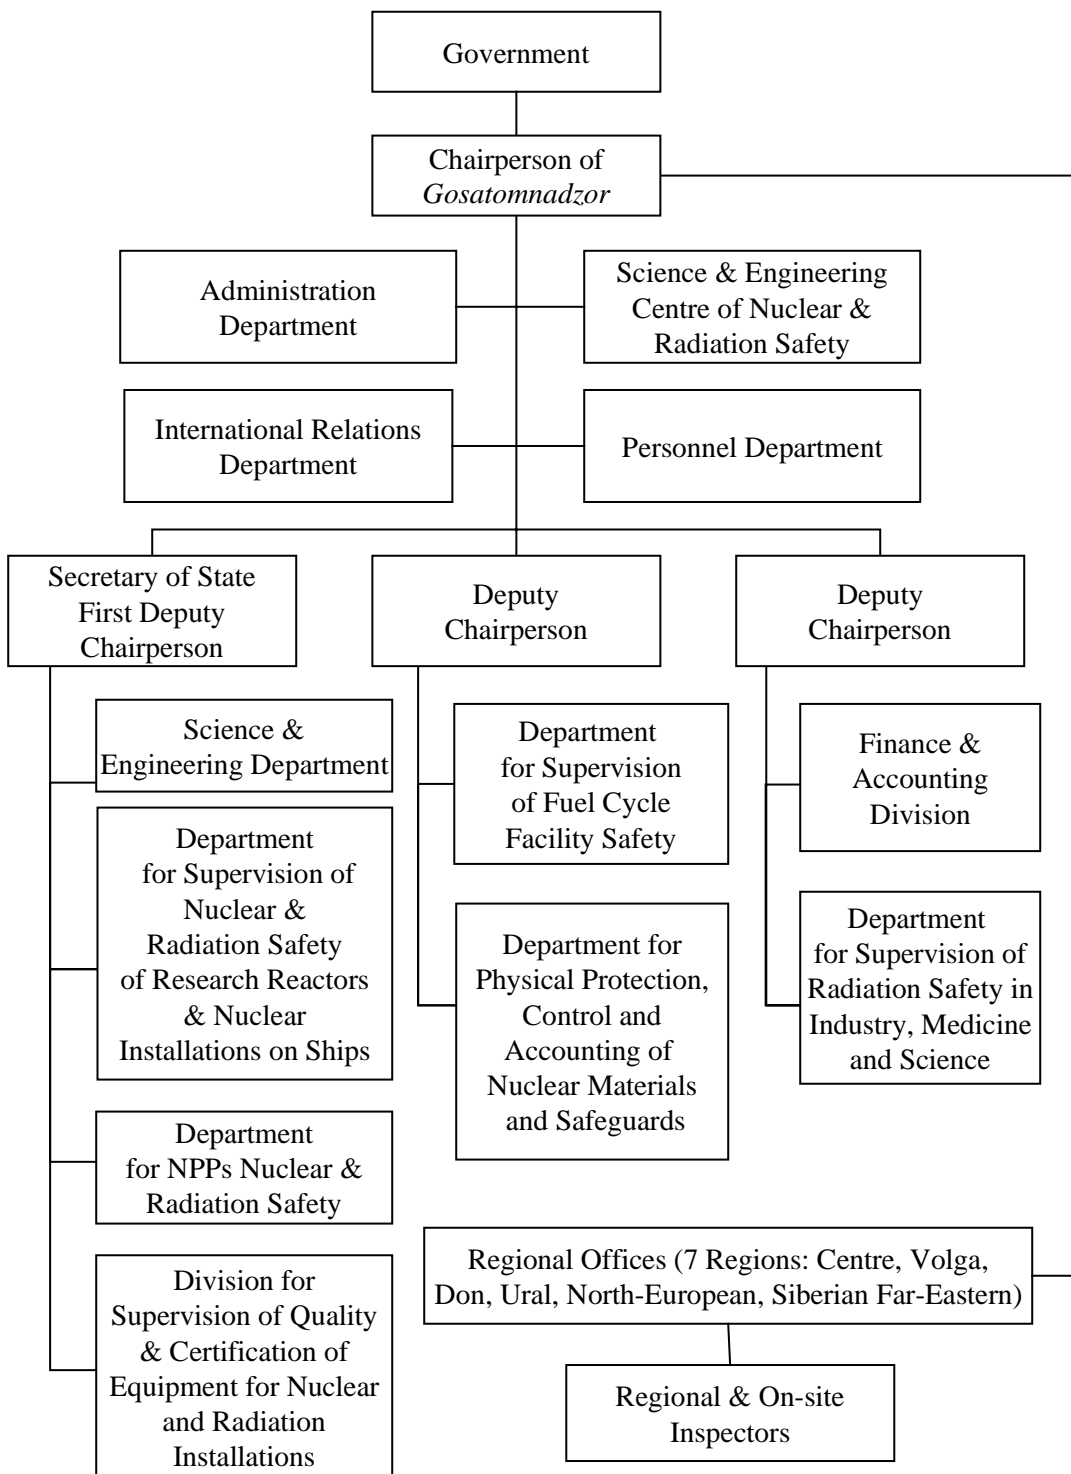 Government
Chairperson of
Gosatomnadzor
Administration
Department
Science & Engineering
Centre of Nuclear &
Radiation Safety
International Relations
Department
Personnel Department
Secretary of State
First Deputy
Chairperson
Deputy
Chairperson
Deputy
Chairperson
Science &
Engineering Department
Department
for Supervision of
Nuclear &
Radiation Safety
of Research Reactors
& Nuclear
Installations on Ships
Department
for NPPs Nuclear &
Radiation Safety
Division for
Supervision of Quality
& Certification of
Equipment for Nuclear
and Radiation
Installations
Department
for Supervision
of Fuel Cycle
Facility Safety
Department for
Physical Protection,
Control and
Accounting of
Nuclear Materials
and Safeguards
Finance &
Accounting
Division
Department
for Supervision of
Radiation Safety in
Industry, Medicine
and Science
Regional Offices (7 Regions: Centre, Volga,
Don, Ural, North-European, Siberian Far-Eastern)
Regional & On-site
Inspectors